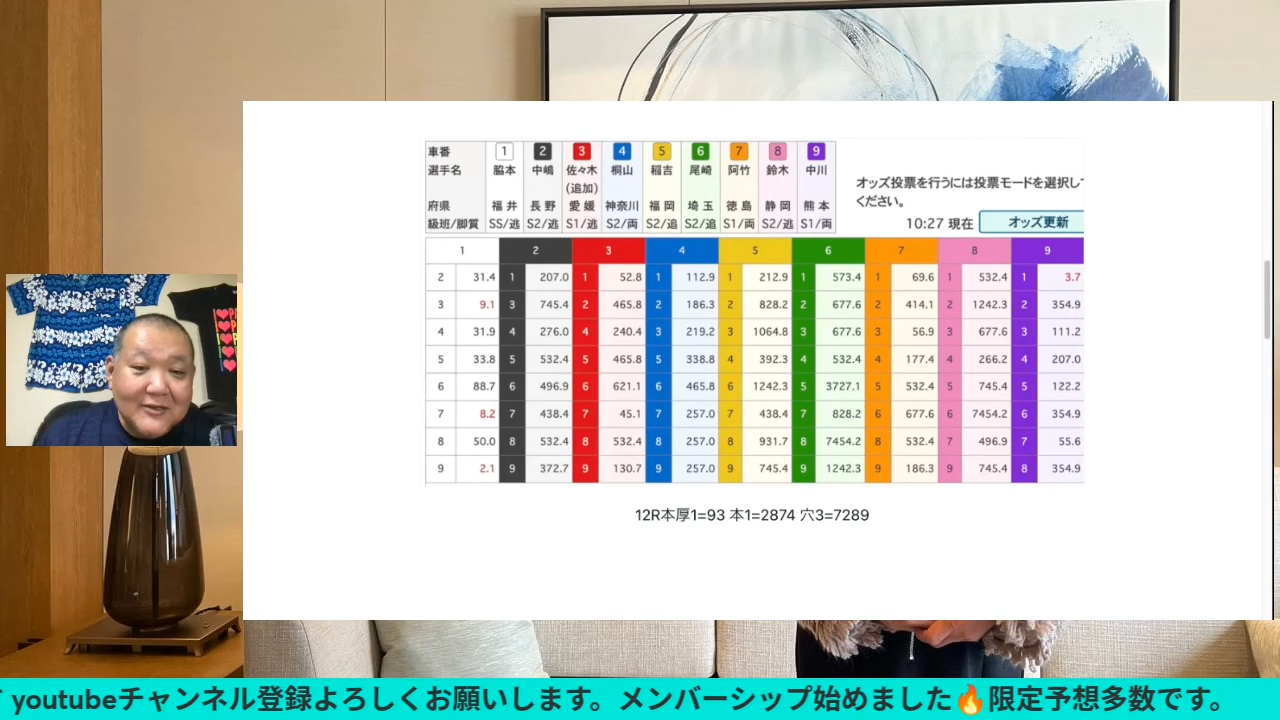 車番 1 2 3 4 5 6 7 8 9
選手名 脇本 中嶋 佐々木 桐山 稲吉 尾崎 阿竹 鈴木 中川
(追加)
府県 福井 長野 愛媛 神奈川 福岡 埼玉 徳島 静岡 熊本
級班/脚質 SS/逃 S2/逃 S1/逃 S2/両 S2/追 S2/追 S1/両 S2/逃 S1/両
オッズ投票を行うには投票モードを選択して
ください。
10:27 現在 オッズ更新
1 2 3 4 5 6 7 8 9
2 31.4 1 207.0 1 52.8 1 112.9 1 212.9 1 573.4 1 69.6 1 532.4 1 3.7
3 9.1 3 745.4 2 465.8 2 186.3 2 828.2 2 677.6 2 414.1 2 1242.3 2 354.9
4 31.9 4 276.0 4 240.4 3 219.2 3 1064.8 3 677.6 3 56.9 3 677.6 3 111.2
5 33.8 5 532.4 5 465.8 5 338.8 4 392.3 4 532.4 4 177.4 4 266.2 4 207.0
6 88.7 6 496.9 6 621.1 6 465.8 6 1242.3 5 3727.1 5 532.4 5 745.4 5 122.2
7 8.2 7 438.4 7 45.1 7 257.0 7 438.4 7 828.2 6 677.6 6 7454.2 6 354.9
8 50.0 8 532.4 8 532.4 8 257.0 8 931.7 8 7454.2 8 532.4 7 496.9 7 55.6
9 2.1 9 372.7 9 130.7 9 257.0 9 745.4 9 1242.3 9 186.3 9 745.4 8 354.9
12R本厚1=93 本1=2874 穴3=7289
youtubeチャンネル登録よろしくお願いします。メンバーシップ始めました🔥限定予想多数です。